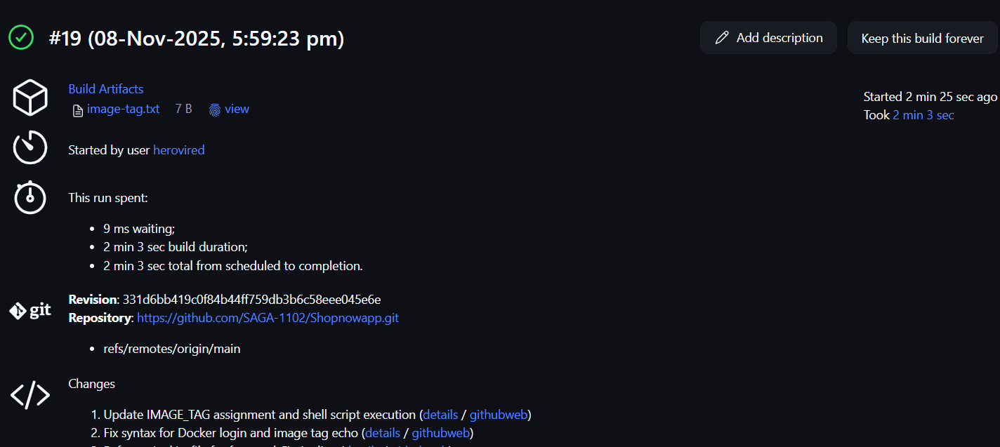 #19 (08-Nov-2025, 5:59:23 pm)
Add description
Keep this build forever
Build Artifacts
image-tag.txt 7 B view
Started 2 min 25 sec ago
Took 2 min 3 sec
Started by user herovired
This run spent:
9 ms waiting;
2 min 3 sec build duration;
2 min 3 sec total from scheduled to completion.
git
Revision: 331d6bb419c0f84b44ff759db3b6c58eee045e6e
Repository: https://github.com/SAGA-1102/Shopnowapp.git
refs/remotes/origin/main
Changes
1. Update IMAGE_TAG assignment and shell script execution (details / githubweb)
2. Fix syntax for Docker login and image tag echo (details / githubweb)